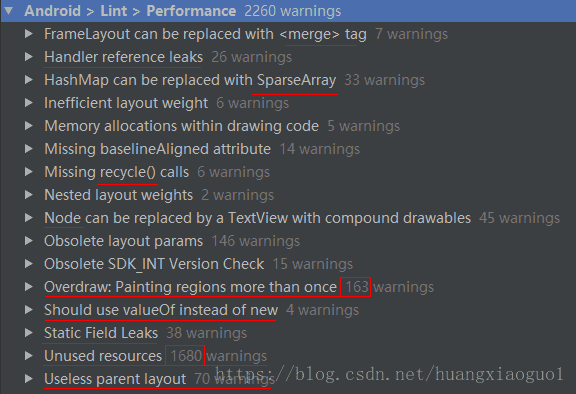 Android > Lint > Performance 2260 warnings
FrameLayout can be replaced with <merge> tag 7 warnings
Handler reference leaks 26 warnings
HashMap can be replaced with SparseArray 33 warnings
Inefficient layout weight 6 warnings
Memory allocations within drawing code 5 warnings
Missing baselineAligned attribute 14 warnings
Missing recycle() calls 6 warnings
Nested layout weights 2 warnings
Node can be replaced by a TextView with compound drawables 45 warnings
Obsolete layout params 146 warnings
Obsolete SDK_INT Version Check 15 warnings
Overdraw: Painting regions more than once 163 warnings
Should use valueOf instead of new 4 warnings
Static Field Leaks 38 warnings
Unused resources 1680 warnings
Useless parent layout 70 warnings
https://blog.csdn.net/huangxiaoguo1